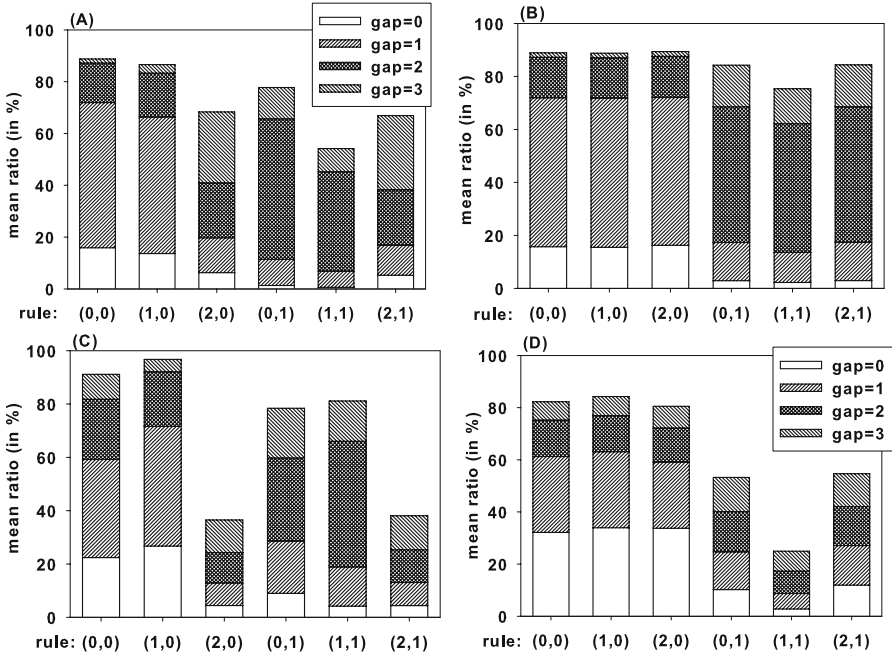 (A)
mean ratio (in %)
100
80
60
40
20
0
gap=0
gap=1
gap=2
gap=3
rule: (0,0) (1,0) (2,0) (0,1) (1,1) (2,1)
(B)
mean ratio (in %)
100
80
60
40
20
0
rule: (0,0) (1,0) (2,0) (0,1) (1,1) (2,1)
(C)
mean ratio (in %)
100
80
60
40
20
0
rule: (0,0) (1,0) (2,0) (0,1) (1,1) (2,1)
(D)
mean ratio (in %)
100
80
60
40
20
0
gap=0
gap=1
gap=2
gap=3
rule: (0,0) (1,0) (2,0) (0,1) (1,1) (2,1)